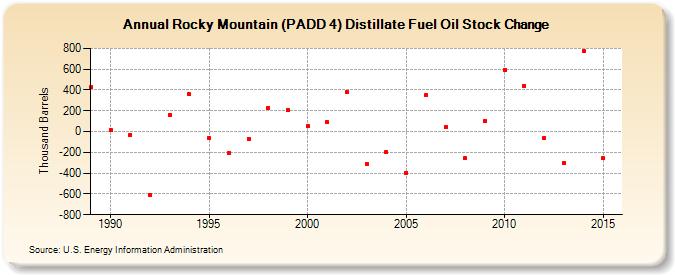 Annual Rocky Mountain (PADD 4) Distillate Fuel Oil Stock Change
Thousand Barrels
800
600
400
200
0
-200
-400
-600
-800
1990 1995 2000 2005 2010 2015
Source: U.S. Energy Information Administration